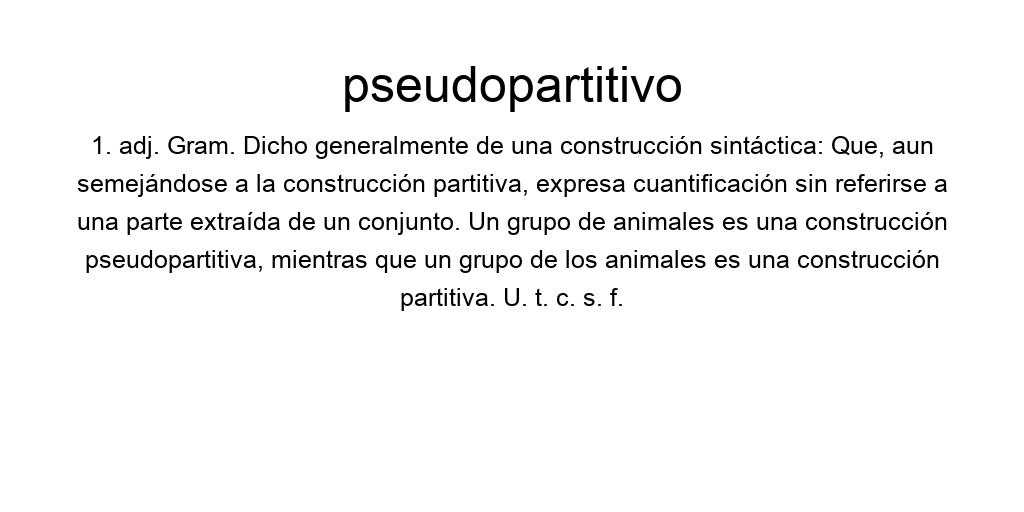 pseudopartitivo
1. adj. Gram. Dicho generalmente de una construcción sintáctica: Que, aun
semejándose a la construcción partitiva, expresa cuantificación sin referirse a
una parte extraída de un conjunto. Un grupo de animales es una construcción
pseudopartitiva, mientras que un grupo de los animales es una construcción
partitiva. U. t. c. s. f.